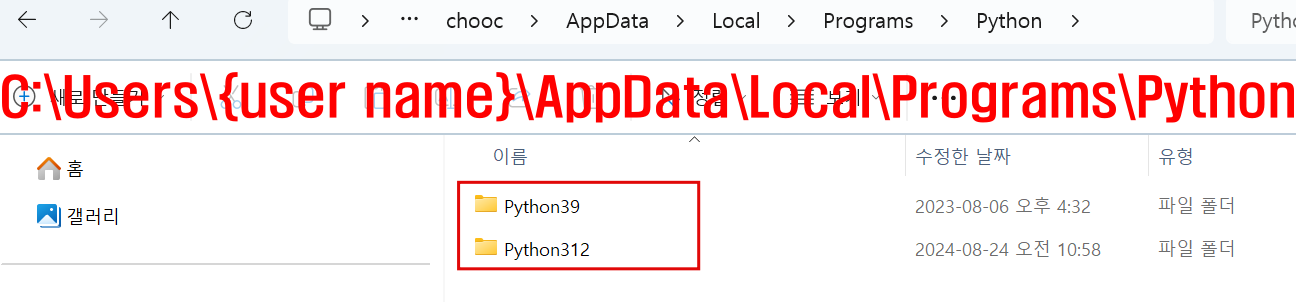 ··· chooc > AppData > Local > Programs > Python > Pytho
C:\Users\{user name}\AppData\Local\Programs\Python
새로 만들기 정렬 보기 ···
이름 수정한 날짜 유형
홈
Python39 2023-08-06 오후 4:32 파일 폴더
갤러리
Python312 2024-08-24 오전 10:58 파일 폴더